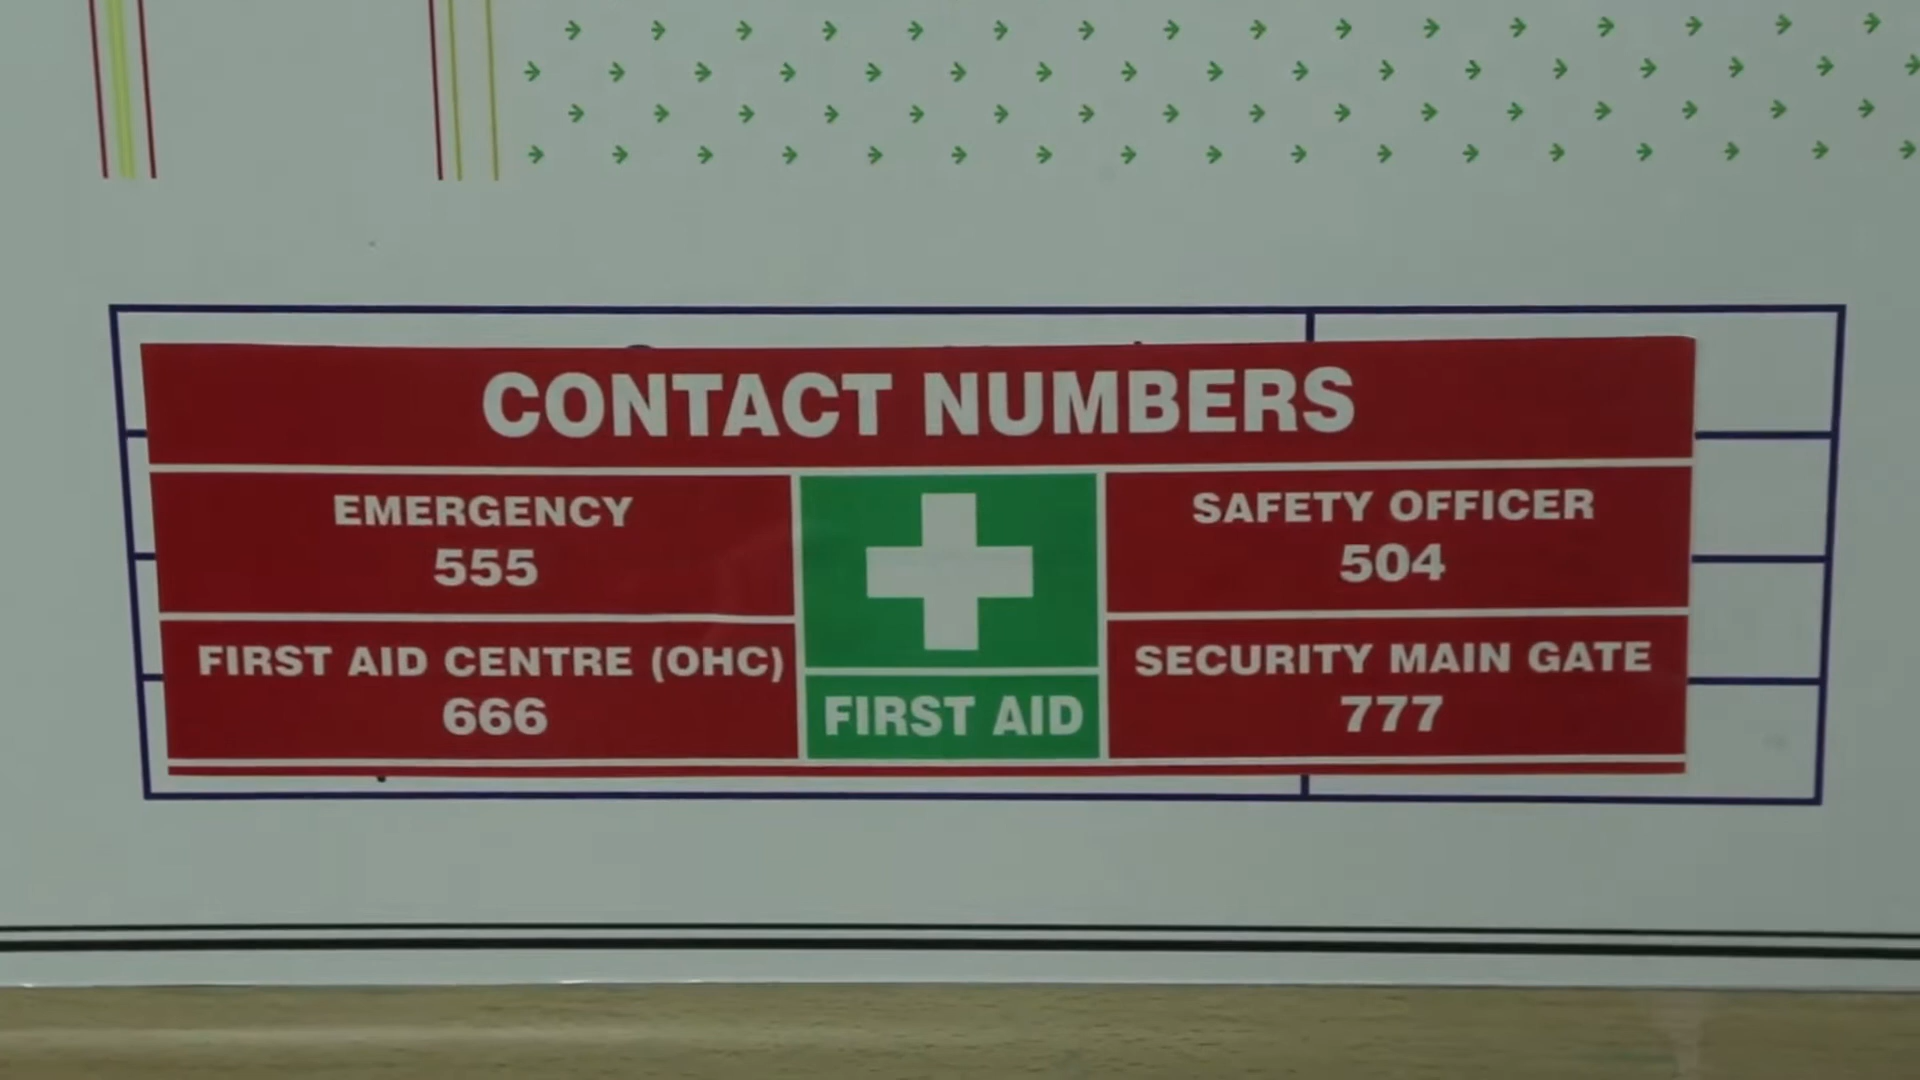 CONTACT NUMBERS
EMERGENCY
555
FIRST AID CENTRE (OHC)
666
FIRST AID
SAFETY OFFICER
504
SECURITY MAIN GATE
777